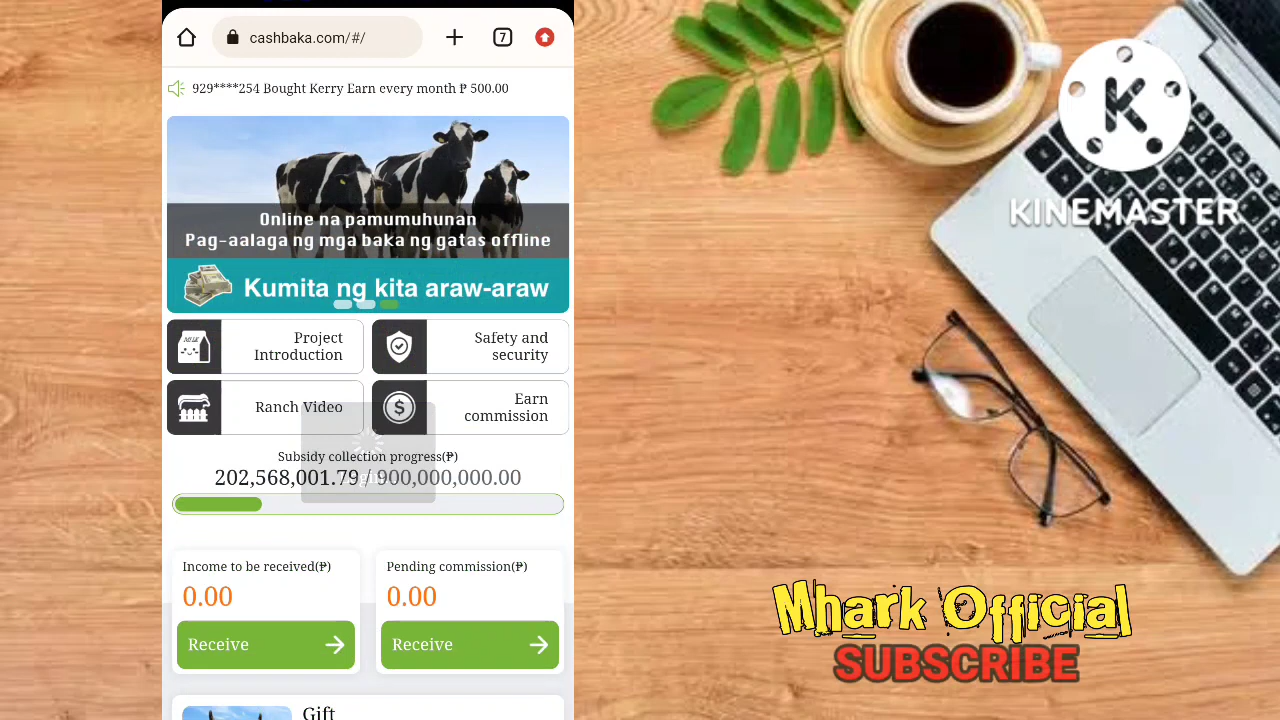 cashbaka.com/#/
7
929****254 Bought Kerry Earn every month ₱ 500.00
Online na pamumuhunan
Pag-aalaga ng mga baka ng gatas offline
Kumita ng kita araw-araw
MILK
Project
Introduction
Safety and
security
Ranch Video
$
Earn
commission
Subsidy collection progress(₱)
202,568,001.79 / 900,000,000.00
Income to be received(₱)
0.00
Receive
Pending commission(₱)
0.00
Receive
Gift
K
KINEMASTER
Mhark Official
SUBSCRIBE